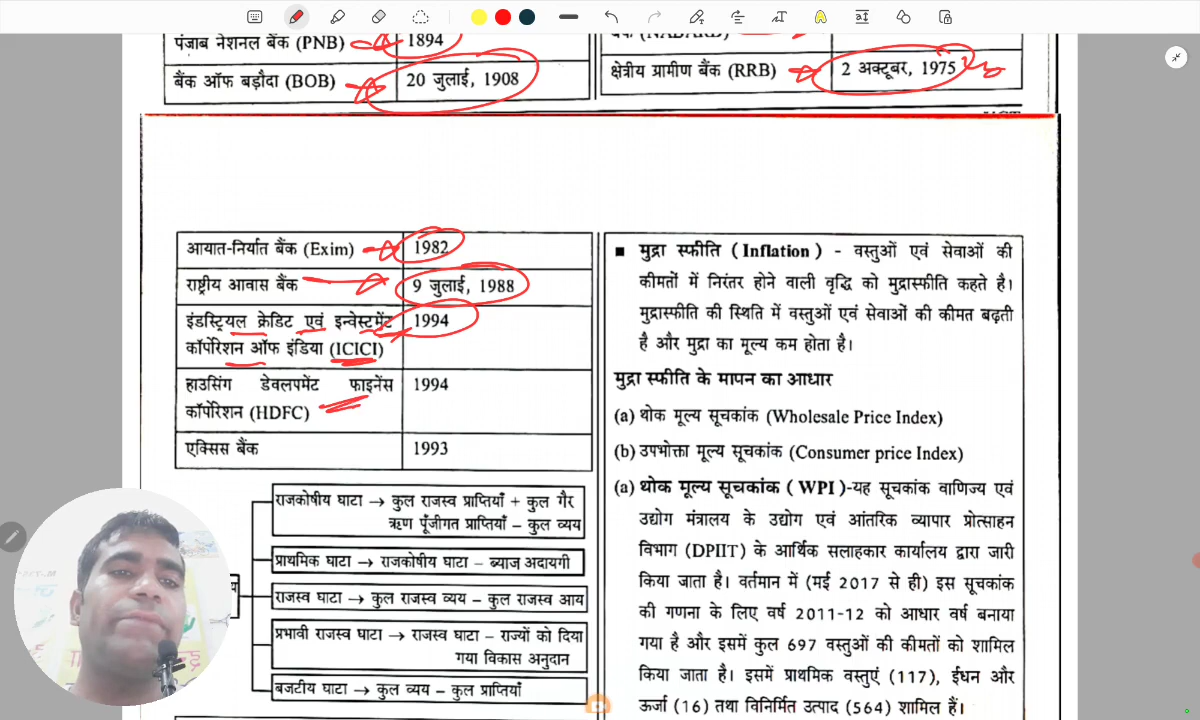 पंजाब नेशनल बैंक (PNB) 1894
बैंक ऑफ बड़ौदा (BOB) 20 जुलाई, 1908
क्षेत्रीय ग्रामीण बैंक (RRB) 2 अक्टूबर, 1975
आयात-निर्यात बैंक (Exim) 1982
राष्ट्रीय आवास बैंक 9 जुलाई, 1988
इंडस्ट्रियल क्रेडिट एवं इन्वेस्टमेंट 1994
कॉर्पोरेशन ऑफ इंडिया (ICICI)
हाउसिंग डेवलपमेंट फाइनेंस 1994
कॉर्पोरेशन (HDFC)
एक्सिस बैंक 1993
राजकोषीय घाटा → कुल राजस्व प्राप्तियाँ + कुल गैर
ऋण पूँजीगत प्राप्तियाँ – कुल व्यय
प्राथमिक घाटा → राजकोषीय घाटा – ब्याज अदायगी
राजस्व घाटा → कुल राजस्व व्यय – कुल राजस्व आय
प्रभावी राजस्व घाटा → राजस्व घाटा – राज्यों को दिया
गया विकास अनुदान
बजटीय घाटा → कुल व्यय – कुल प्राप्तियाँ
■ मुद्रा स्फीति (Inflation) - वस्तुओं एवं सेवाओं की
कीमतों में निरंतर होने वाली वृद्धि को मुद्रास्फीति कहते है।
मुद्रास्फीति की स्थिति में वस्तुओं एवं सेवाओं की कीमत बढ़ती
है और मुद्रा का मूल्य कम होता है।
मुद्रा स्फीति के मापन का आधार
(a) थोक मूल्य सूचकांक (Wholesale Price Index)
(b) उपभोक्ता मूल्य सूचकांक (Consumer price Index)
(a) थोक मूल्य सूचकांक (WPI)-यह सूचकांक वाणिज्य एवं
उद्योग मंत्रालय के उद्योग एवं आंतरिक व्यापार प्रोत्साहन
विभाग (DPIIT) के आर्थिक सलाहकार कार्यालय द्वारा जारी
किया जाता है। वर्तमान में (मई 2017 से ही) इस सूचकांक
की गणना के लिए वर्ष 2011-12 को आधार वर्ष बनाया
गया है और इसमें कुल 697 वस्तुओं की कीमतों को शामिल
किया जाता है। इसमें प्राथमिक वस्तुएं (117), ईंधन और
ऊर्जा (16) तथा विनिर्मित उत्पाद (564) शामिल हैं।